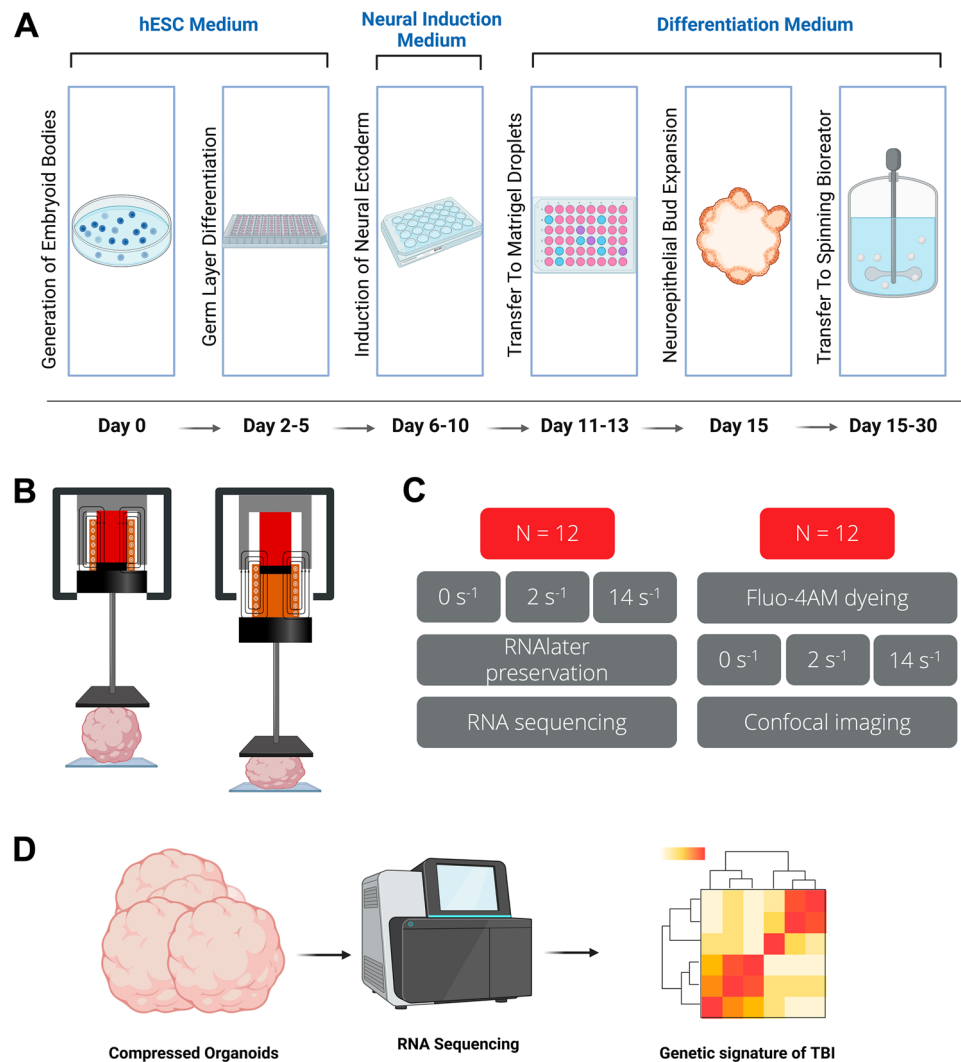 A
hESC Medium
Neural Induction
Medium
Differentiation Medium
Generation of Embryoid Bodies
Germ Layer Differentiation
Induction of Neural Ectoderm
Transfer To Matrigel Droplets
Neuroepithelial Bud Expansion
Transfer To Spinning Bioreator
Day 0
Day 2-5
Day 6-10
Day 11-13
Day 15
Day 15-30
B
C
N = 12
N = 12
0 s⁻¹
2 s⁻¹
14 s⁻¹
Fluo-4AM dyeing
RNAlater
preservation
0 s⁻¹
2 s⁻¹
14 s⁻¹
RNA sequencing
Confocal imaging
D
Compressed Organoids
RNA Sequencing
Genetic signature of TBI